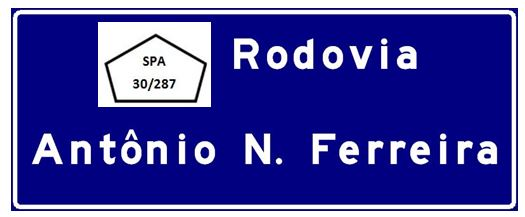 SPA
30/287
Rodovia
Antônio N. Ferreira